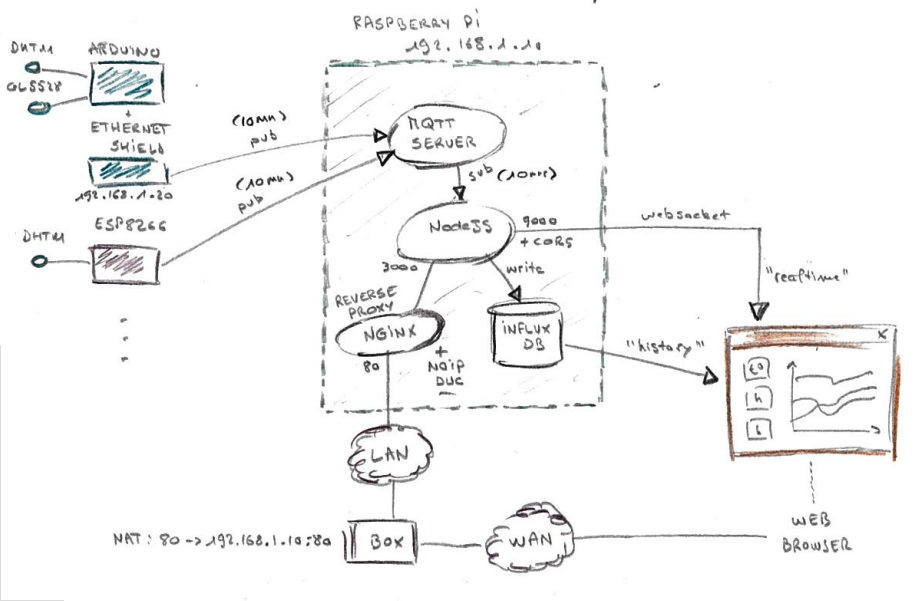 RASPBERRY Pi
192.168.1.10
DHT11
ARDUINO
GL5528
+
ETHERNET
SHIELD
192.168.1.20
ESP8266
DHT11
(10mn)
pub
(10mn)
pub
MQTT
SERVER
sub (10mn)
NodeJS
9000
+ CORS
websocket
3000
write
"realtime"
REVERSE
PROXY
NGINX
80
+
NOIP
DUC
INFLUX
DB
"history"
x
t°
h
l
LAN
NAT: 80 -> 192.168.1.10:80
BOX
WAN
WEB
BROWSER